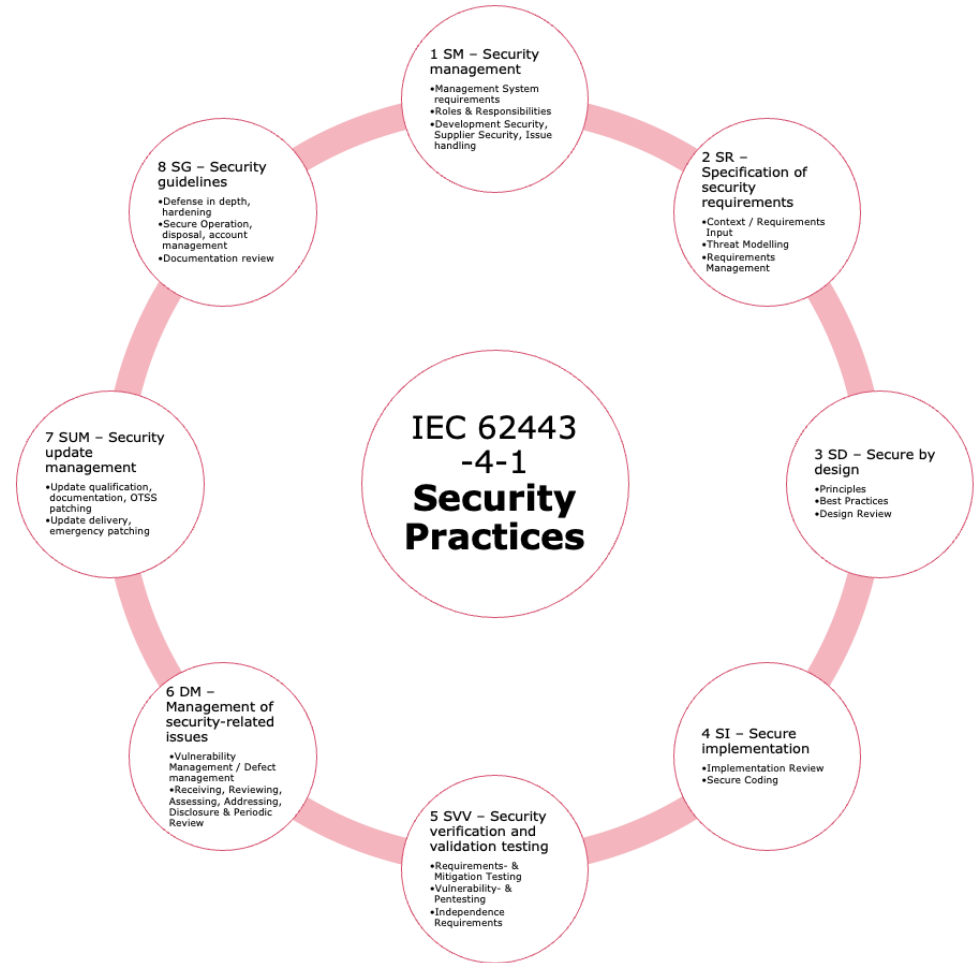 1 SM – Security
management
•Management System
requirements
•Roles & Responsibilities
•Development Security,
Supplier Security, Issue
handling
2 SR –
Specification of
security
requirements
•Context / Requirements
Input
•Threat Modelling
•Requirements
Management
3 SD – Secure by
design
•Principles
•Best Practices
•Design Review
4 SI – Secure
implementation
•Implementation Review
•Secure Coding
5 SVV – Security
verification and
validation testing
•Requirements- &
Mitigation Testing
•Vulnerability- &
Pentesting
•Independence
Requirements
6 DM –
Management of
security-related
issues
•Vulnerability
Management / Defect
management
•Receiving, Reviewing,
Assessing, Addressing,
Disclosure & Periodic
Review
7 SUM – Security
update
management
•Update qualification,
documentation, OTSS
patching
•Update delivery,
emergency patching
8 SG – Security
guidelines
•Defense in depth,
hardening
•Secure Operation,
disposal, account
management
•Documentation review
IEC 62443
-4-1
Security
Practices